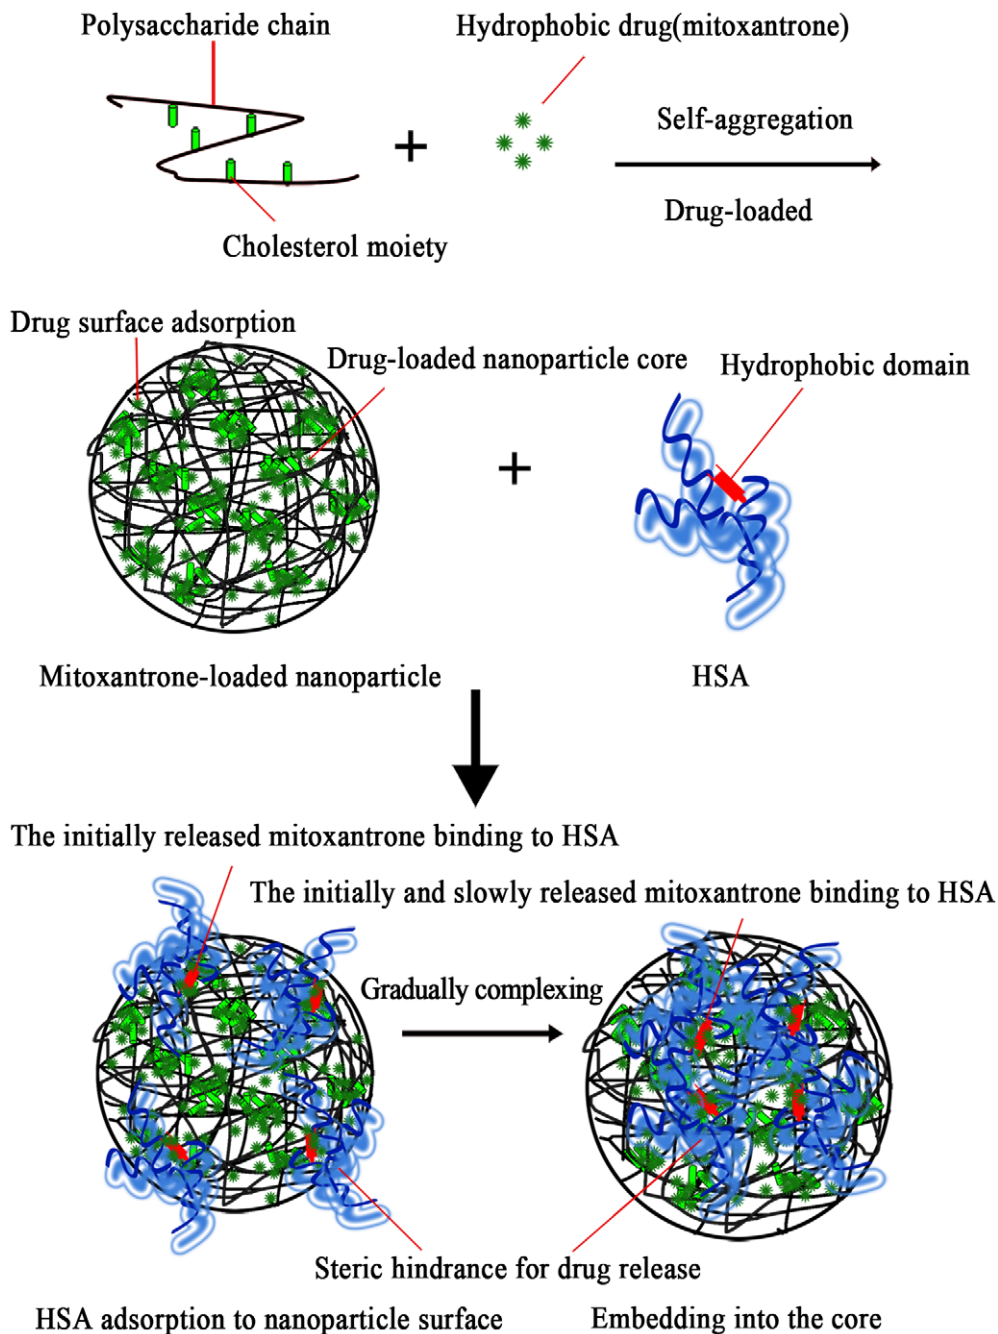 Polysaccharide chain
Hydrophobic drug(mitoxantrone)
Self-aggregation
Drug-loaded
Cholesterol moiety
Drug surface adsorption
Drug-loaded nanoparticle core
Hydrophobic domain
Mitoxantrone-loaded nanoparticle
HSA
The initially released mitoxantrone binding to HSA
The initially and slowly released mitoxantrone binding to HSA
Gradually complexing
Steric hindrance for drug release
HSA adsorption to nanoparticle surface
Embedding into the core